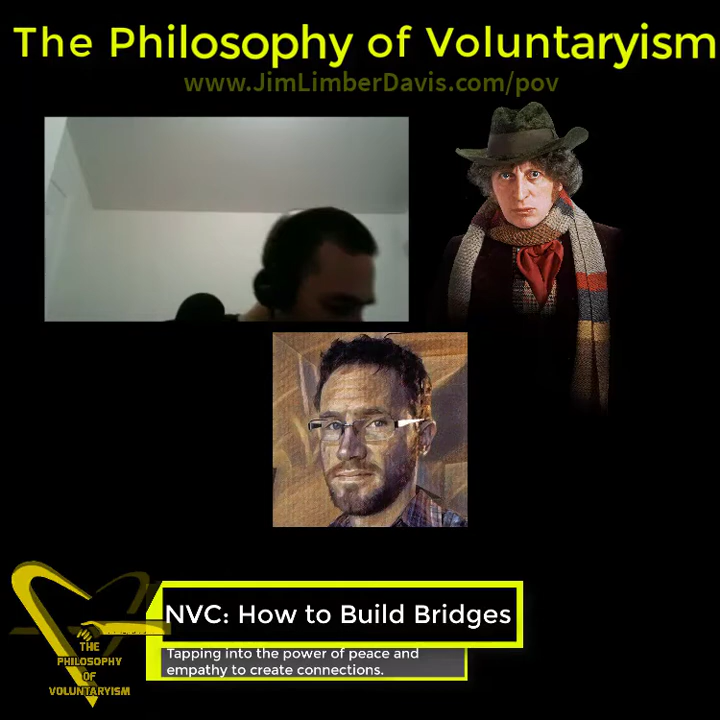 The Philosophy of Voluntaryism
www.JimLimberDavis.com/pov
NVC: How to Build Bridges
Tapping into the power of peace and
empathy to create connections.
THE
PHILOSOPHY
OF
VOLUNTARYISM